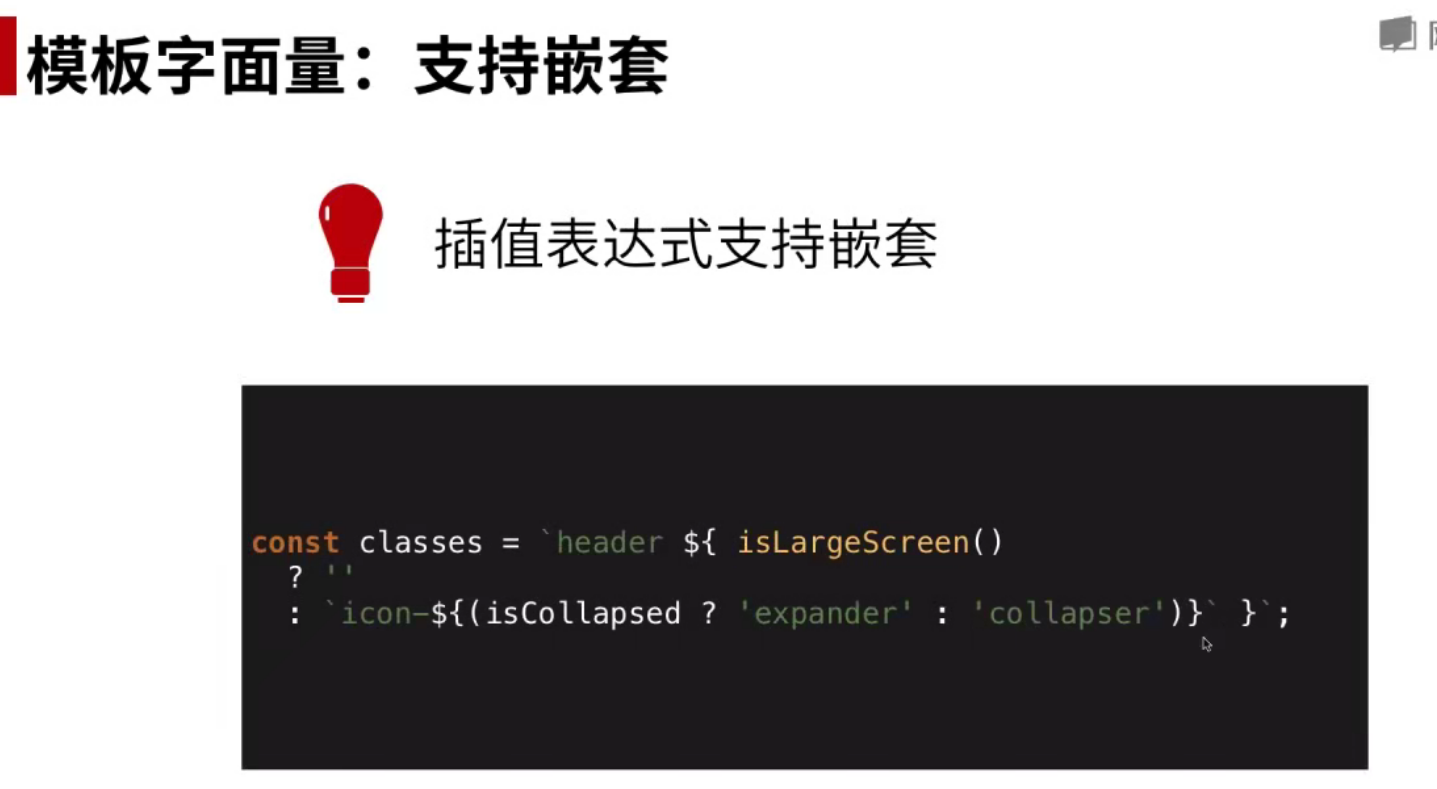 模板字面量：支持嵌套
插值表达式支持嵌套
const classes = `header ${ isLargeScreen()
? ''
: `icon-${(isCollapsed ? 'expander' : 'collapser')}` }`;